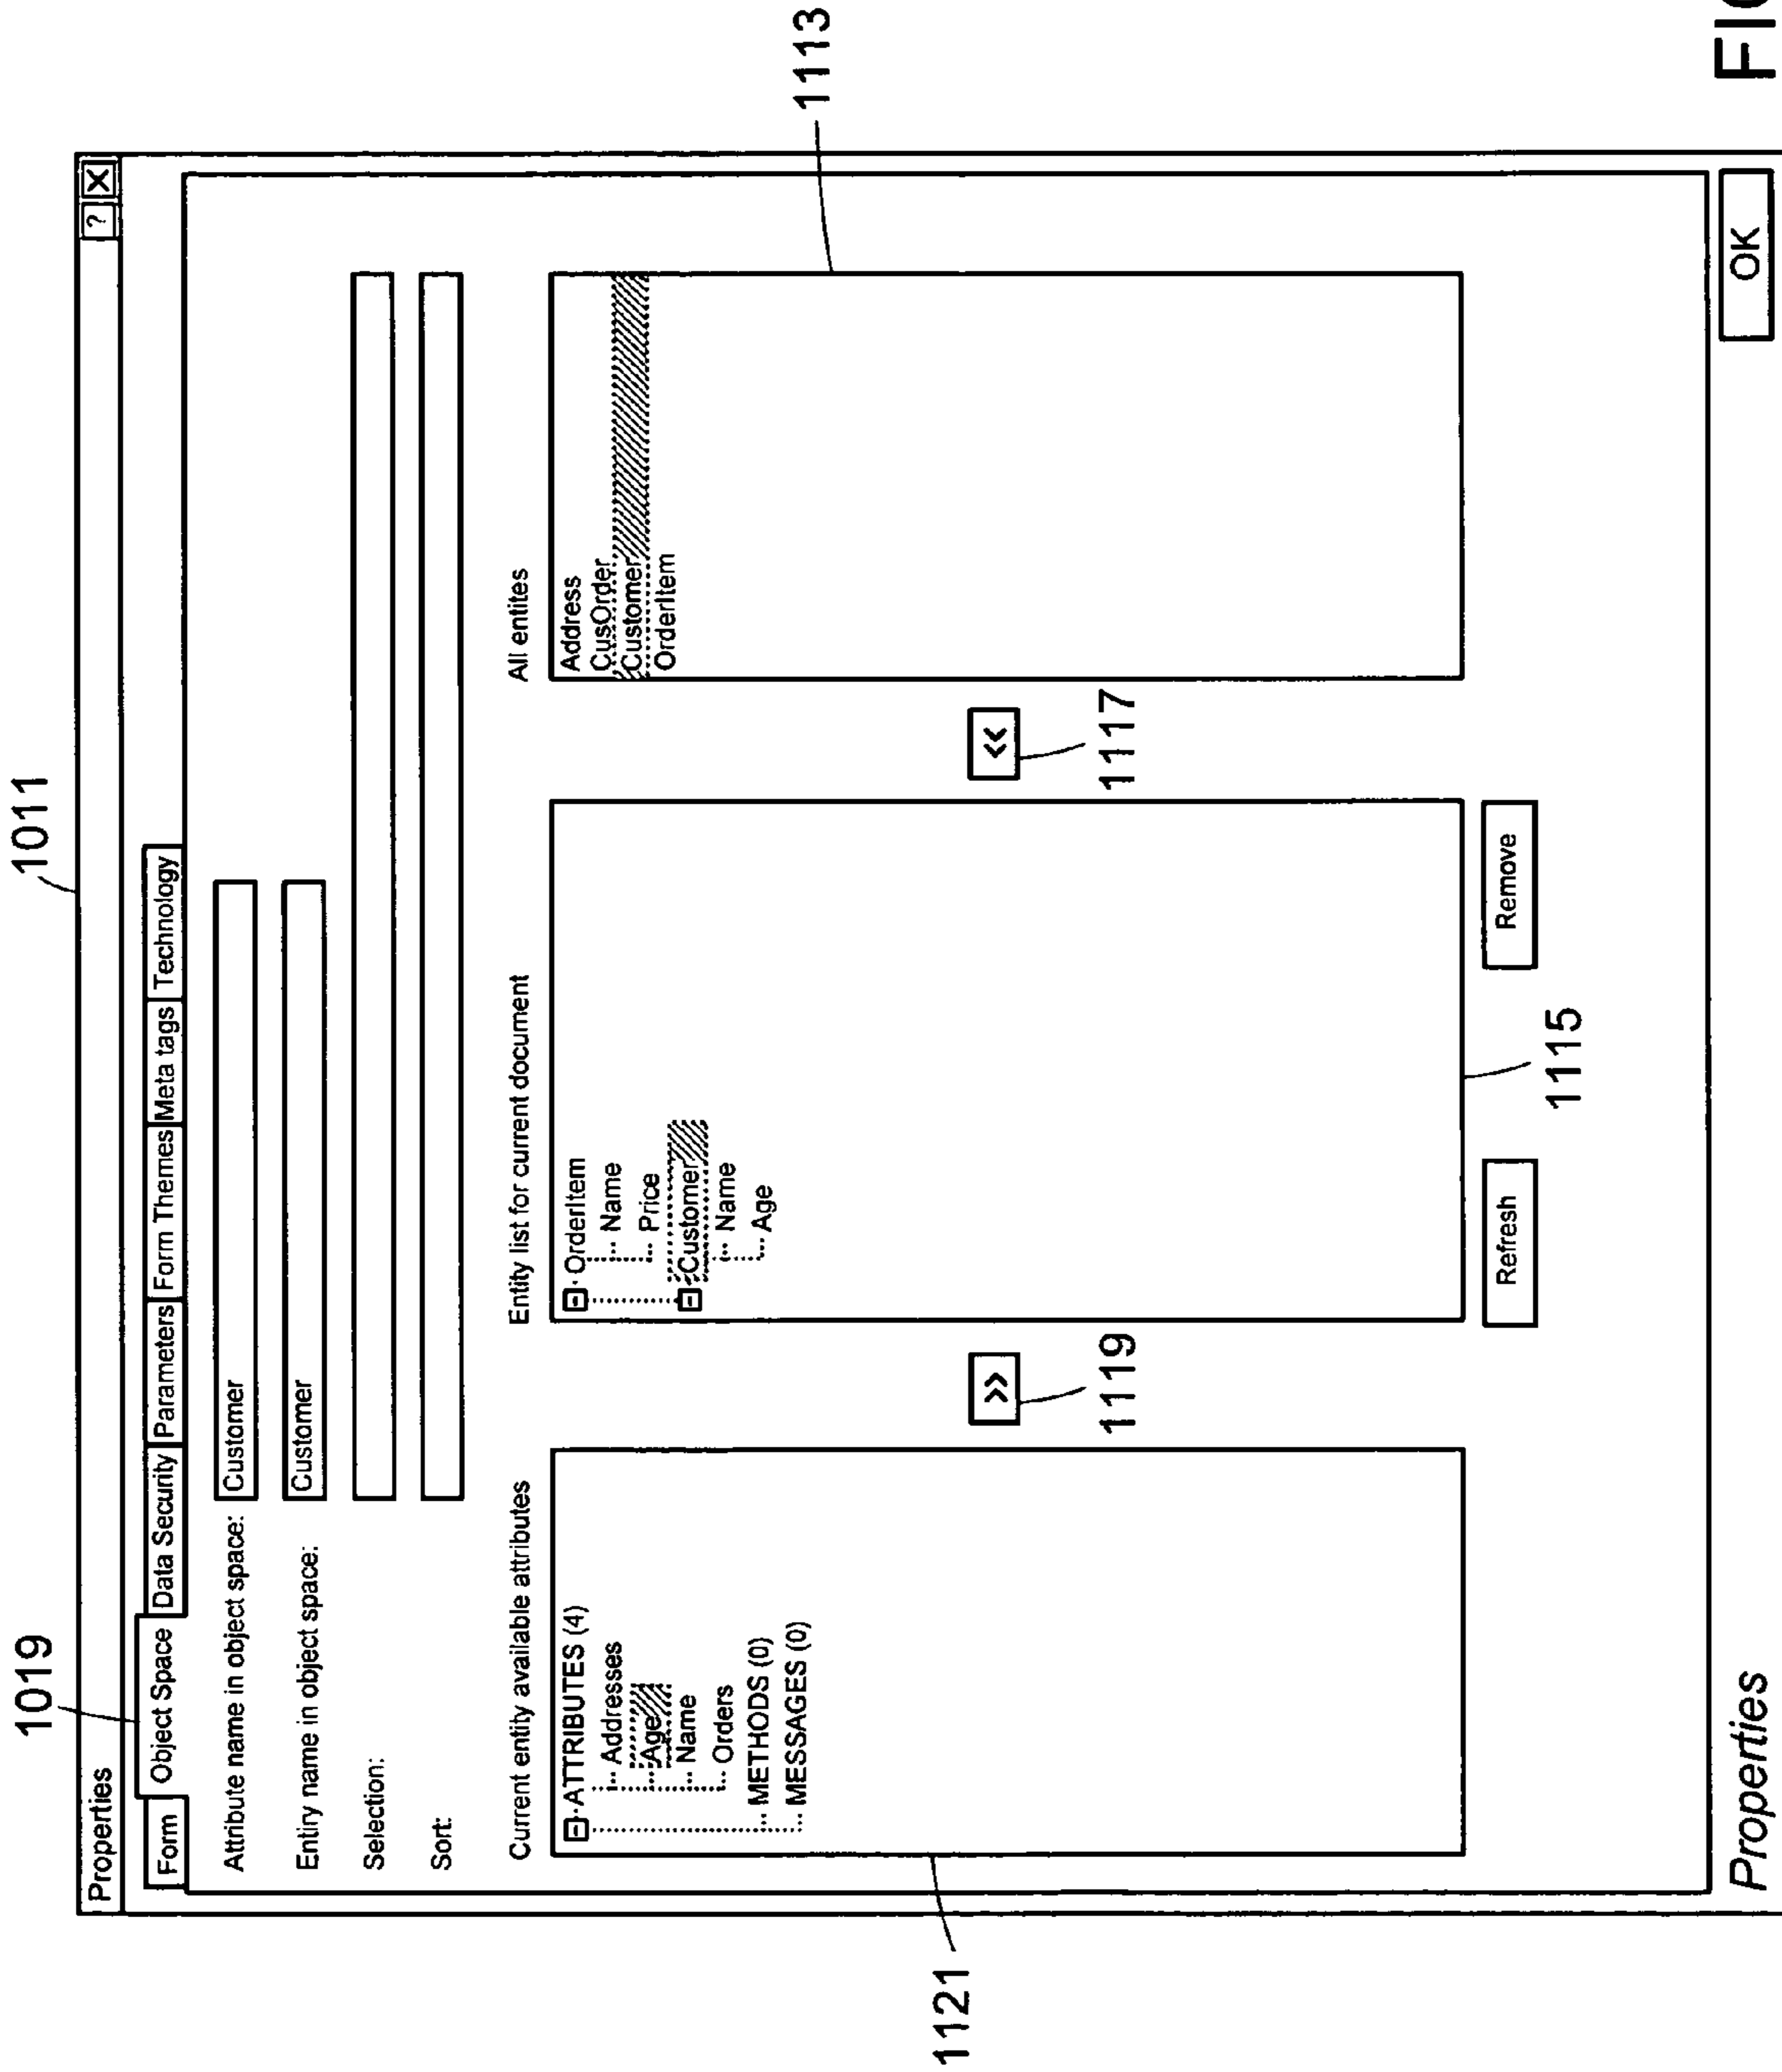 1011
1019
Properties
? X
Form Object Space Data Security Parameters Form Themes Meta tags Technology
Attribute name in object space: Customer
Entiry name in object space: Customer
Selection:
Sort:
Current entity available attributes
Entity list for current document
All entites
ATTRIBUTES (4)
Addresses
Age
Name
Orders
METHODS (0)
MESSAGES (0)
1121
>>
1119
OrderItem
Name
Price
Customer
Name
Age
<<
1117
Address
CusOrder
Customer
OrderItem
1113
Refresh
Remove
1115
Properties
OK